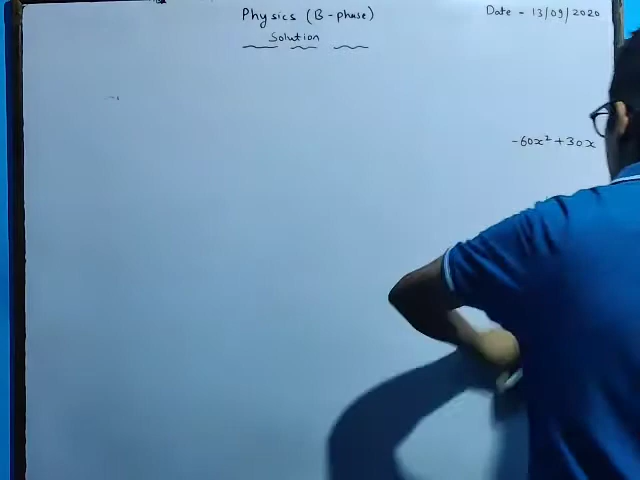 Physics (B-phase)
Date - 13/09/2020
Solution
-60x² + 30x